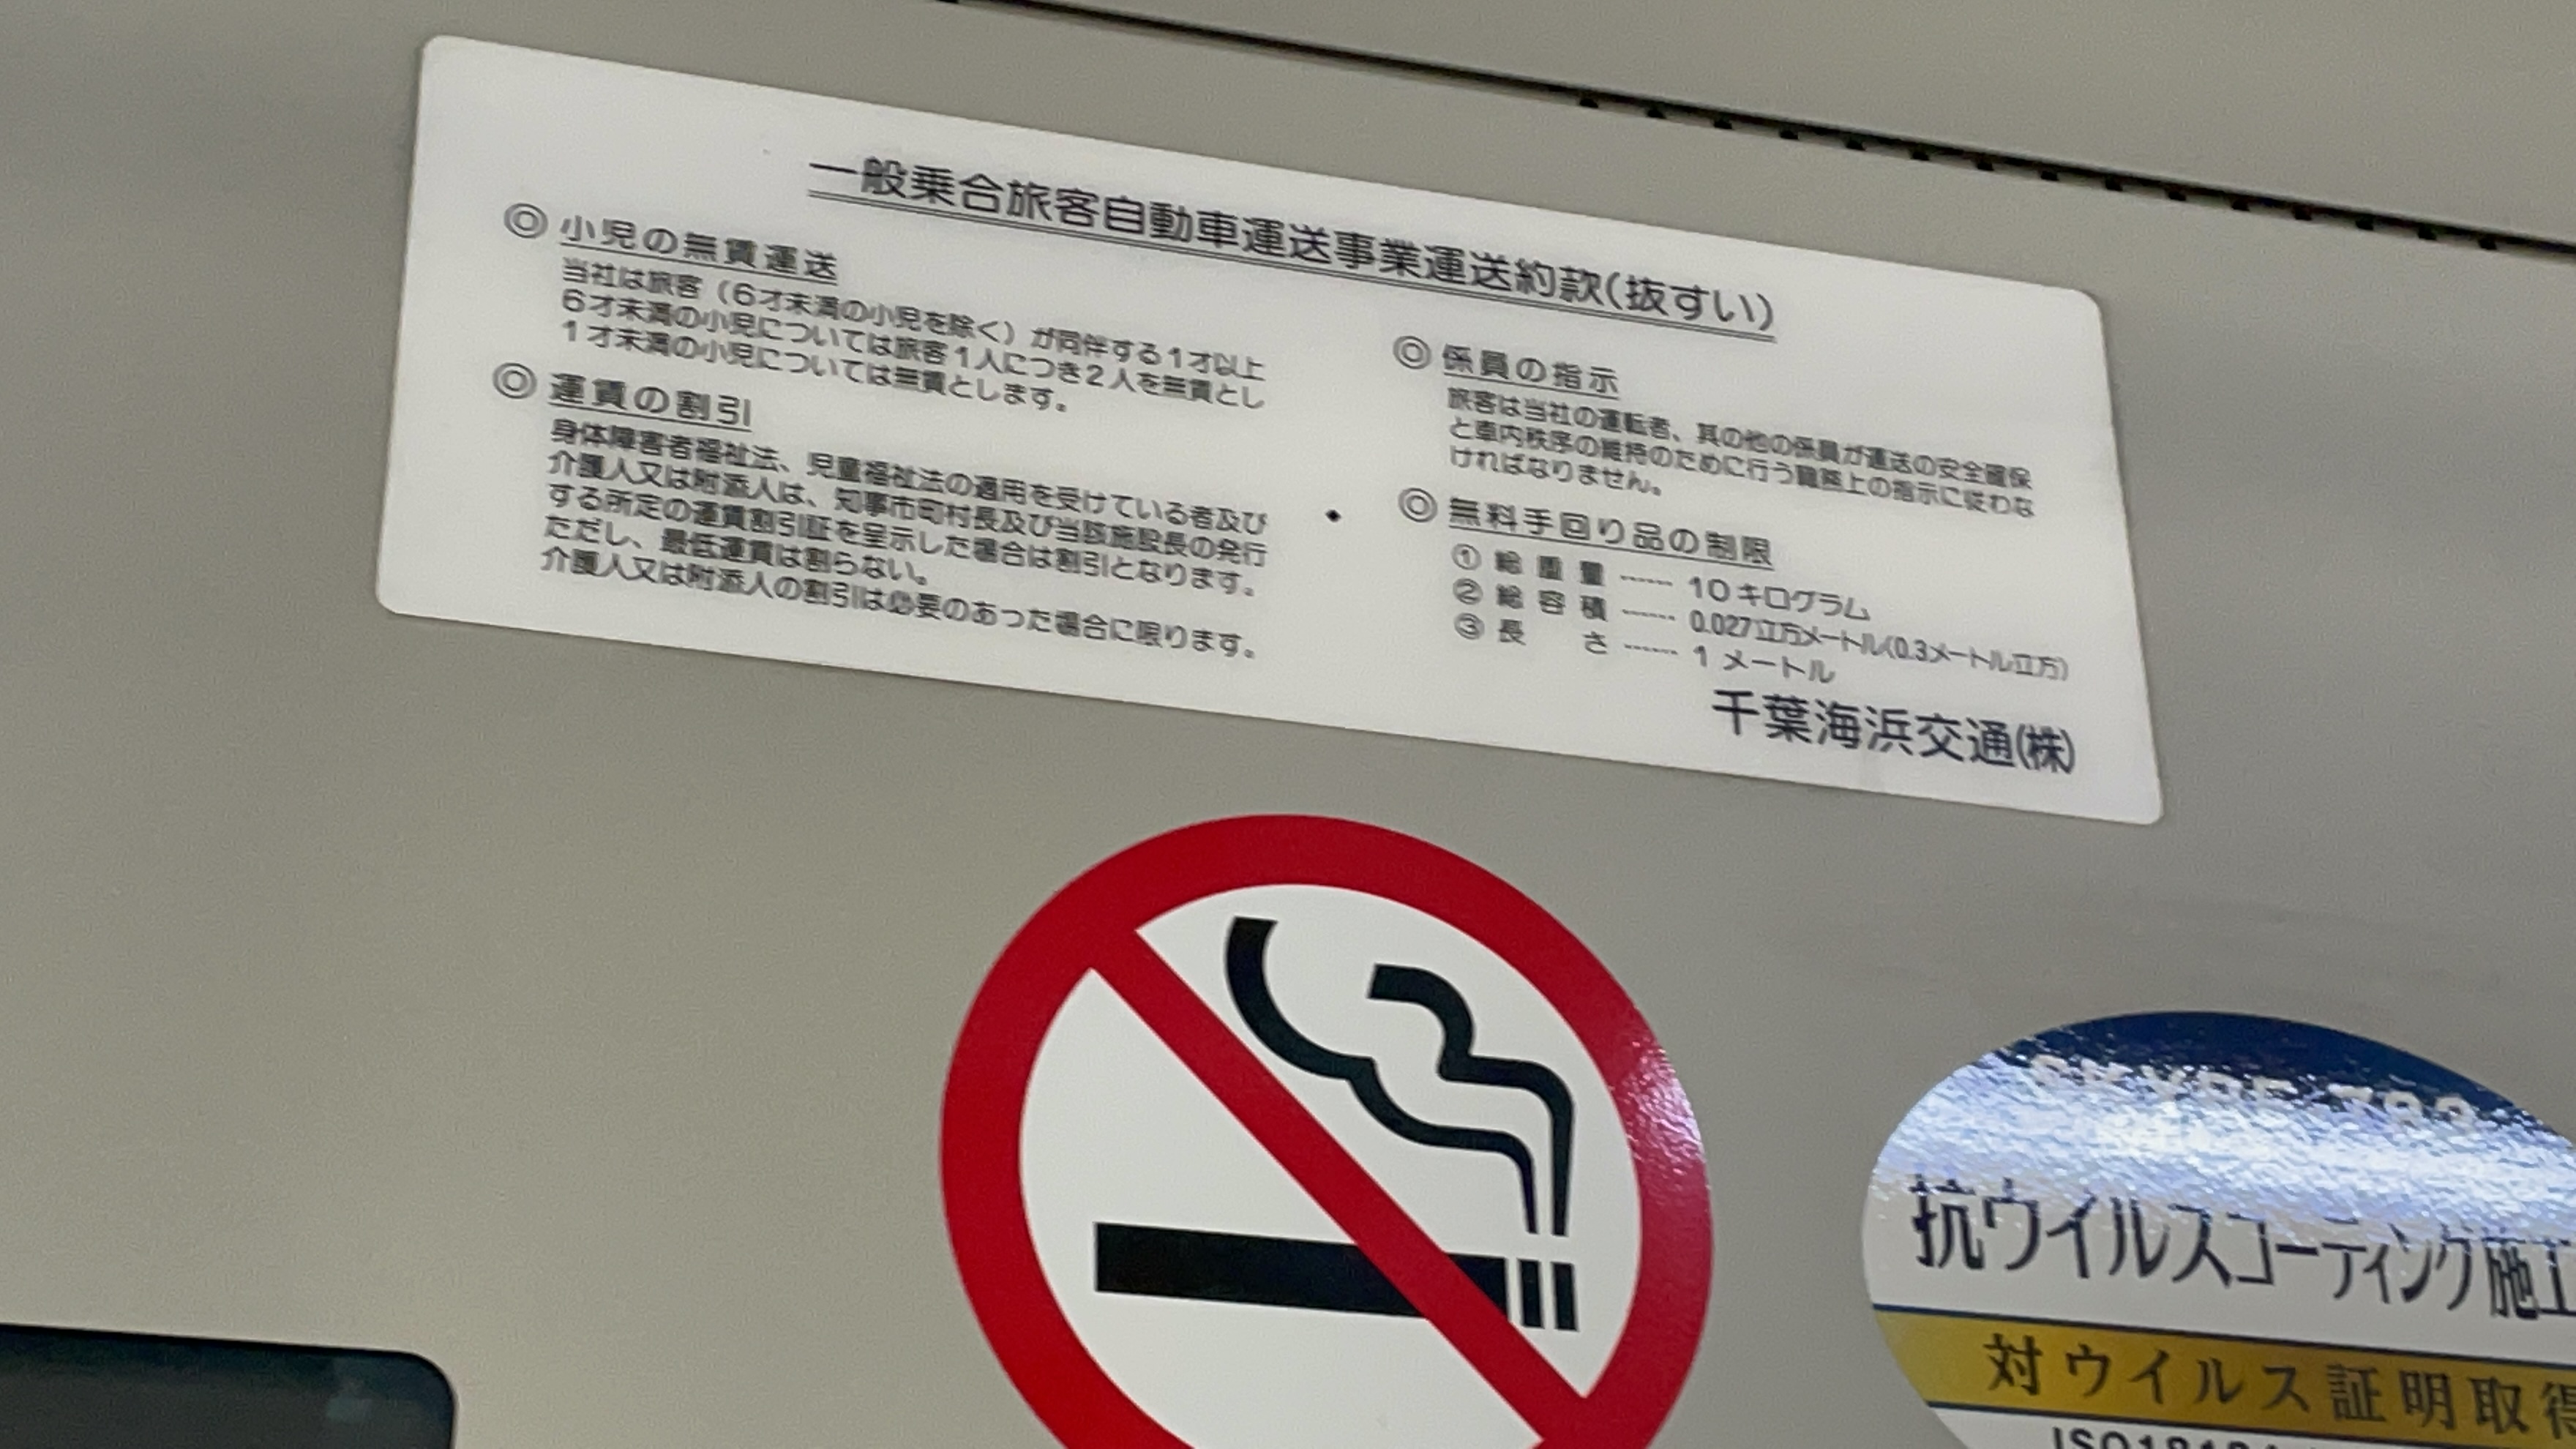 一般乗合旅客自動車運送事業運送約款(抜すい)
◎ 小児の無賃運送
当社は旅客（6才未満の小児を除く）が同伴する1才以上
6才未満の小児については旅客1人につき2人を無賃とし
1才未満の小児については無賃とします。
◎ 運賃の割引
身体障害者福祉法、児童福祉法の適用を受けている者及び
介護人又は附添人は、知事市町村長及び当該施設長の発行
する所定の運賃割引証を呈示した場合は割引となります。
ただし、最低運賃は割らない。
介護人又は附添人の割引は必要のあった場合に限ります。
◎ 係員の指示
旅客は当社の運転者、其の他の係員が運送の安全確保
と車内秩序の維持のために行う職務上の指示に従わな
ければなりません。
◎ 無料手回り品の制限
① 総重量 …… 10キログラム
② 総容積 …… 0.027立方メートル(0.3メートル立方)
③ 長さ …… 1メートル
千葉海浜交通(株)
抗ウイルスコーティング施工
対ウイルス証明取得